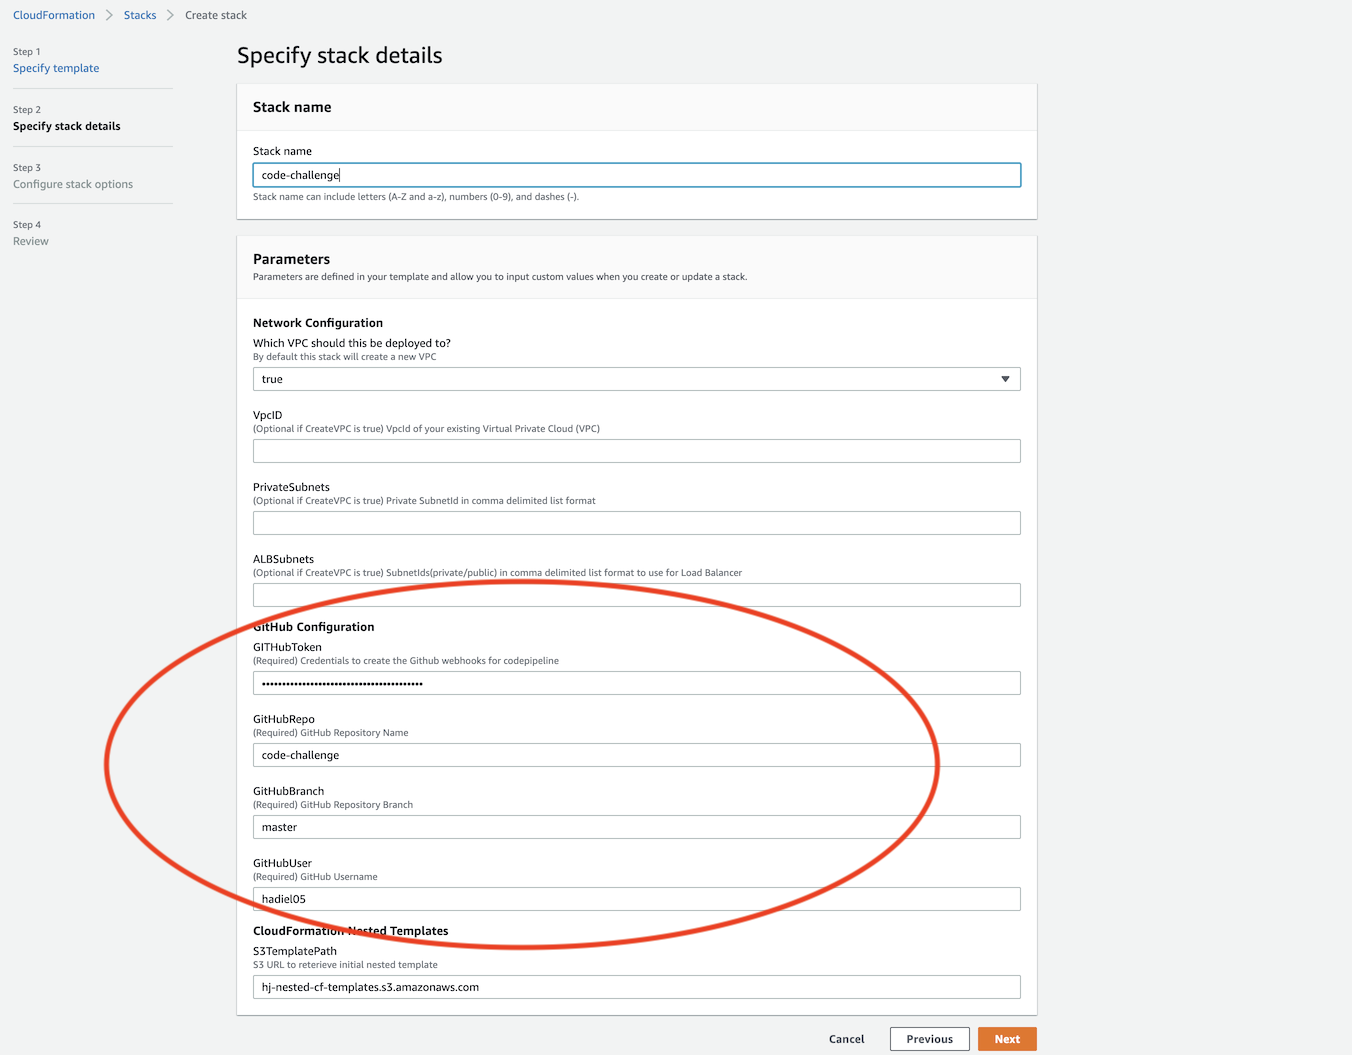 CloudFormation > Stacks > Create stack
Step 1
Specify template
Step 2
Specify stack details
Step 3
Configure stack options
Step 4
Review
Specify stack details
Stack name
Stack name
code-challenge
Stack name can include letters (A-Z and a-z), numbers (0-9), and dashes (-).
Parameters
Parameters are defined in your template and allow you to input custom values when you create or update a stack.
Network Configuration
Which VPC should this be deployed to?
By default this stack will create a new VPC
true
VpcID
(Optional if CreateVPC is true) VpcId of your existing Virtual Private Cloud (VPC)
PrivateSubnets
(Optional if CreateVPC is true) Private SubnetId in comma delimited list format
ALBSubnets
(Optional if CreateVPC is true) SubnetIds(private/public) in comma delimited list format to use for Load Balancer
GitHub Configuration
GITHubToken
(Required) Credentials to create the Github webhooks for codepipeline
••••••••••••••••••••••••••••••••••••••••
GitHubRepo
(Required) GitHub Repository Name
code-challenge
GitHubBranch
(Required) GitHub Repository Branch
master
GitHubUser
(Required) GitHub Username
hadiel05
CloudFormation Nested Templates
S3TemplatePath
S3 URL to reterieve initial nested template
hj-nested-cf-templates.s3.amazonaws.com
Cancel
Previous
Next